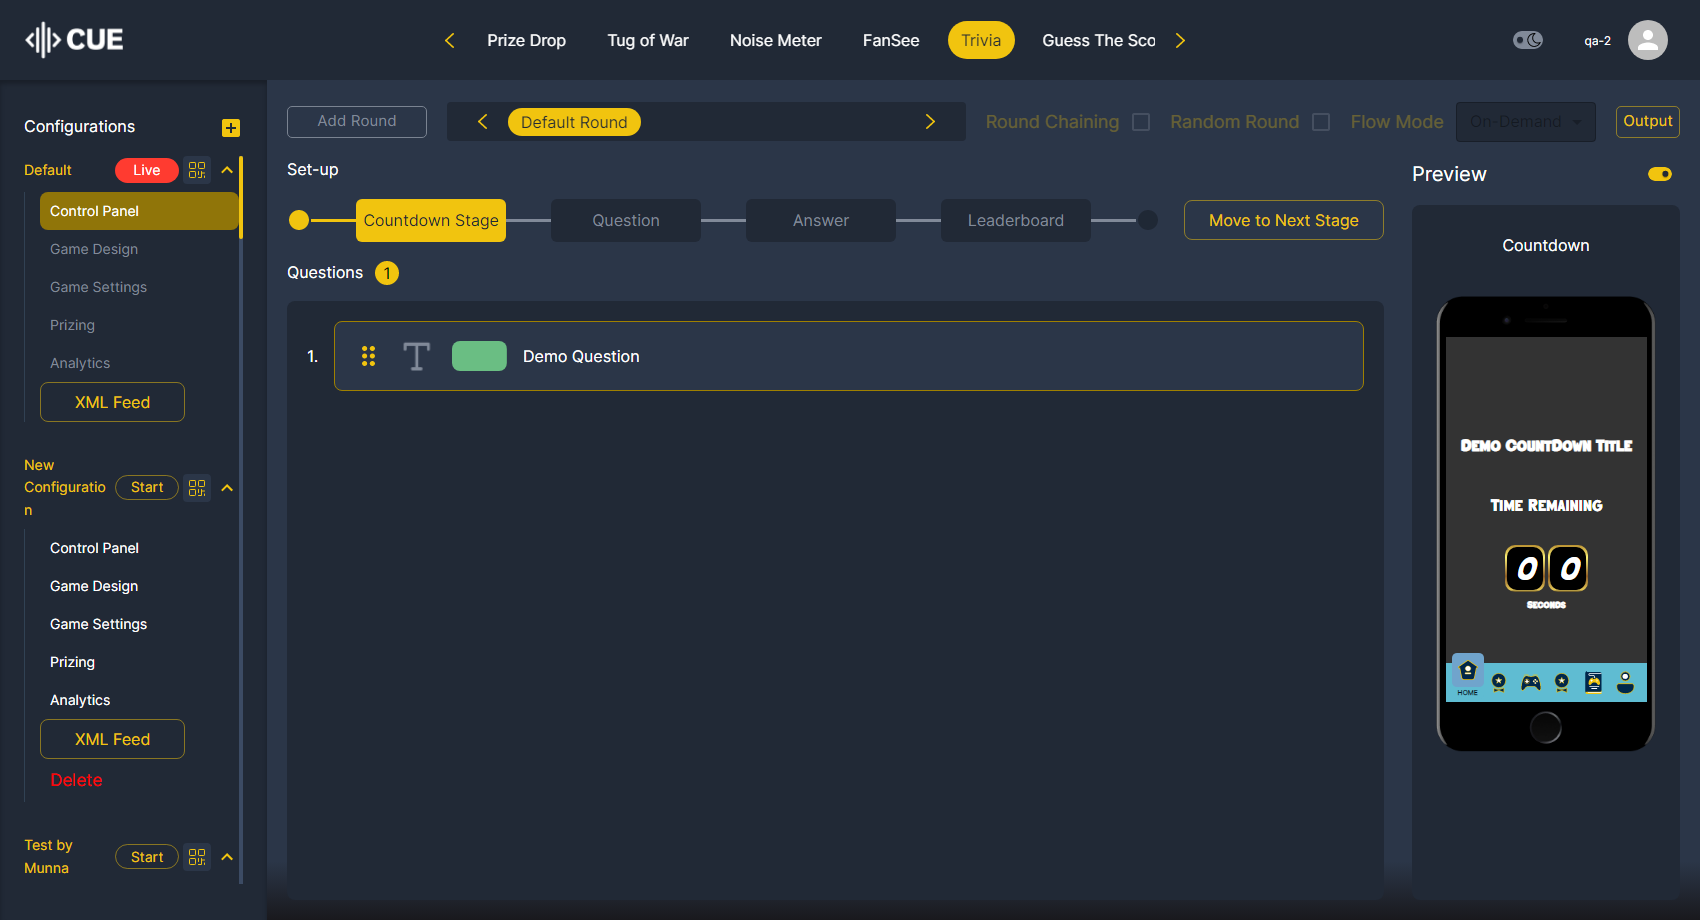 CUE
Prize Drop
Tug of War
Noise Meter
FanSee
Trivia
Guess The Sco
qa-2
Configurations
Add Round
Default Round
Round Chaining
Random Round
Flow Mode
On-Demand
Output
Default
Live
Control Panel
Game Design
Game Settings
Prizing
Analytics
XML Feed
New
Configuratio
n
Start
Control Panel
Game Design
Game Settings
Prizing
Analytics
XML Feed
Delete
Test by
Munna
Start
Set-up
Countdown Stage
Question
Answer
Leaderboard
Move to Next Stage
Questions 1
1.
T
Demo Question
Preview
Countdown
Demo CountDown Title
Time Remaining
0 0
Seconds
HOME